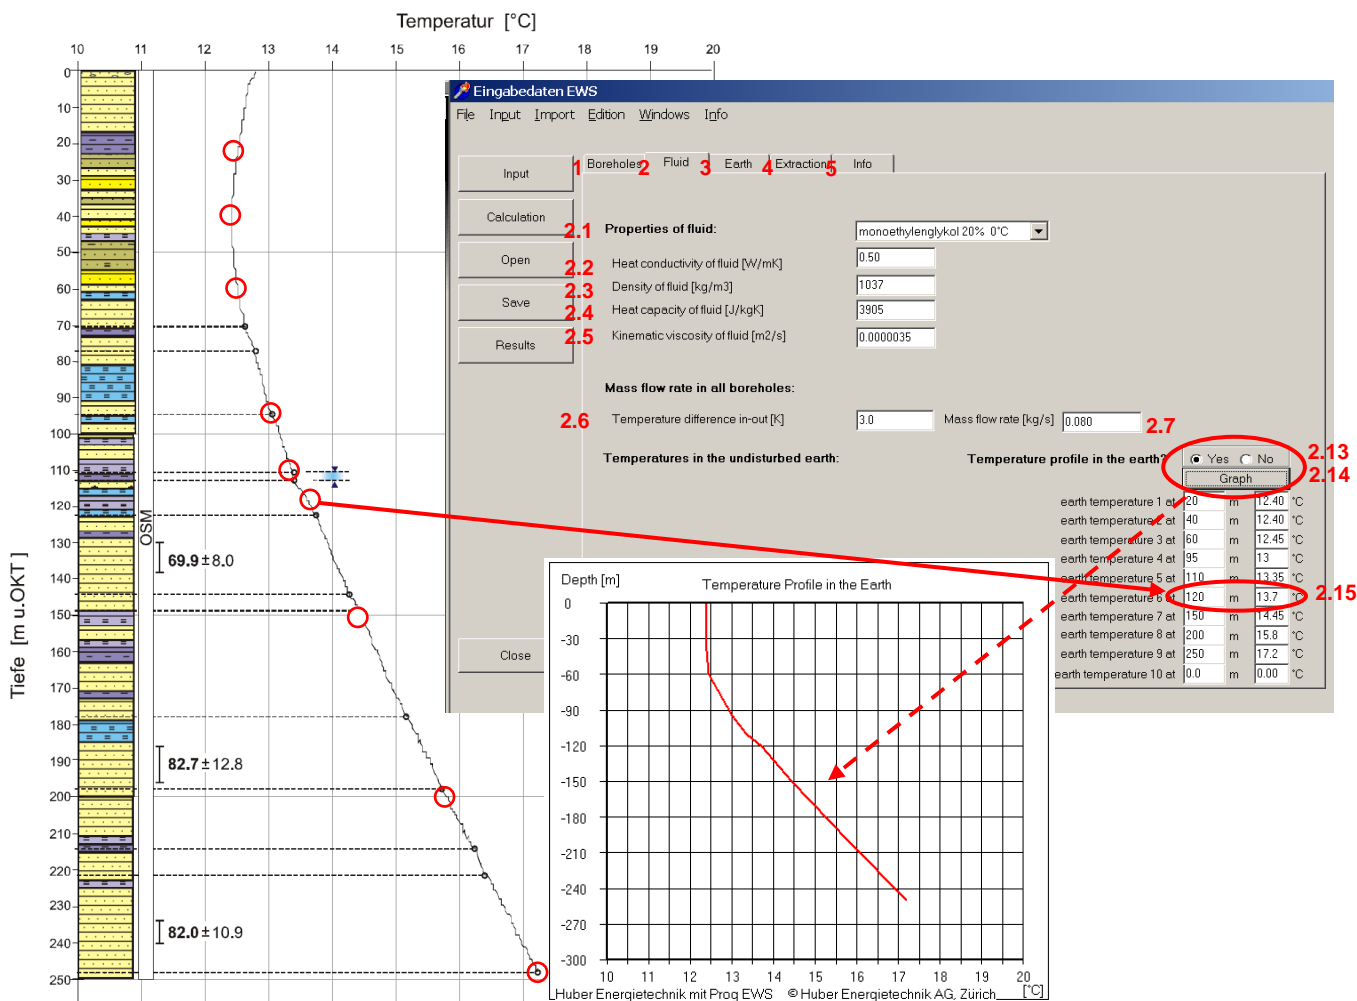 Temperatur [°C]
10 11 12 13 14 15 16 17 18 19 20
0
10
20
30
40
50
60
70
80
90
100
110
120
130
140
150
160
170
180
190
200
210
220
230
240
250
Tiefe [m u.OKT]
OSM
69.9 ± 8.0
82.7 ± 12.8
82.0 ± 10.9
Eingabedaten EWS
File Input Import Edition Windows Info
Input
Calculation
Open
Save
Results
Close
1 Boreholes 2 Fluid 3 Earth 4 Extraction 5 Info
2.1 Properties of fluid: monoethylenglykol 20% 0°C
2.2 Heat conductivity of fluid [W/mK] 0.50
2.3 Density of fluid [kg/m3] 1037
2.4 Heat capacity of fluid [J/kgK] 3905
2.5 Kinematic viscosity of fluid [m2/s] 0.0000035
Mass flow rate in all boreholes:
2.6 Temperature difference in-out [K] 3.0 Mass flow rate [kg/s] 0.080 2.7
Temperatures in the undisturbed earth: Temperature profile in the earth? Yes No 2.13
Graph 2.14
earth temperature 1 at 20 m 12.40 °C
earth temperature 2 at 40 m 12.40 °C
earth temperature 3 at 60 m 12.45 °C
earth temperature 4 at 95 m 13 °C
earth temperature 5 at 110 m 13.35 °C
earth temperature 6 at 120 m 13.7 °C 2.15
earth temperature 7 at 150 m 14.45 °C
earth temperature 8 at 200 m 15.8 °C
earth temperature 9 at 250 m 17.2 °C
earth temperature 10 at 0.0 m 0.00 °C
Depth [m] Temperature Profile in the Earth
0
-30
-60
-90
-120
-150
-180
-210
-240
-270
-300
10 11 12 13 14 15 16 17 18 19 20
[°C]
Huber Energietechnik mit Prog EWS © Huber Energietechnik AG, Zürich